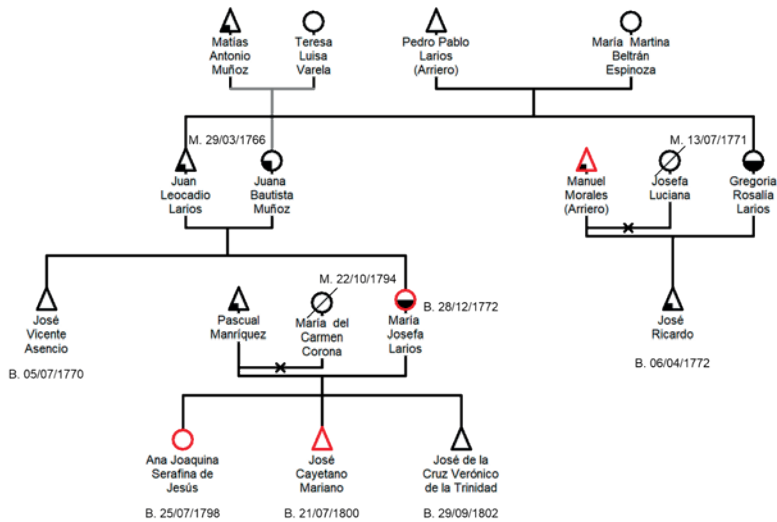 Matías
Antonio
Muñoz
Teresa
Luisa
Varela
Pedro Pablo
Larios
(Arriero)
María Martina
Beltrán
Espinoza
M. 29/03/1766
M. 13/07/1771
Juan
Leocadio
Larios
Juana
Bautista
Muñoz
Manuel
Morales
(Arriero)
Josefa
Luciana
Gregoria
Rosalía
Larios
M. 22/10/1794
B. 28/12/1772
José
Vicente
Asencio
Pascual
Manríquez
María del
Carmen
Corona
María
Josefa
Larios
José
Ricardo
B. 05/07/1770
B. 06/04/1772
Ana Joaquina
Serafina de
Jesús
José
Cayetano
Mariano
José de la
Cruz Verónico
de la Trinidad
B. 25/07/1798
B. 21/07/1800
B. 29/09/1802